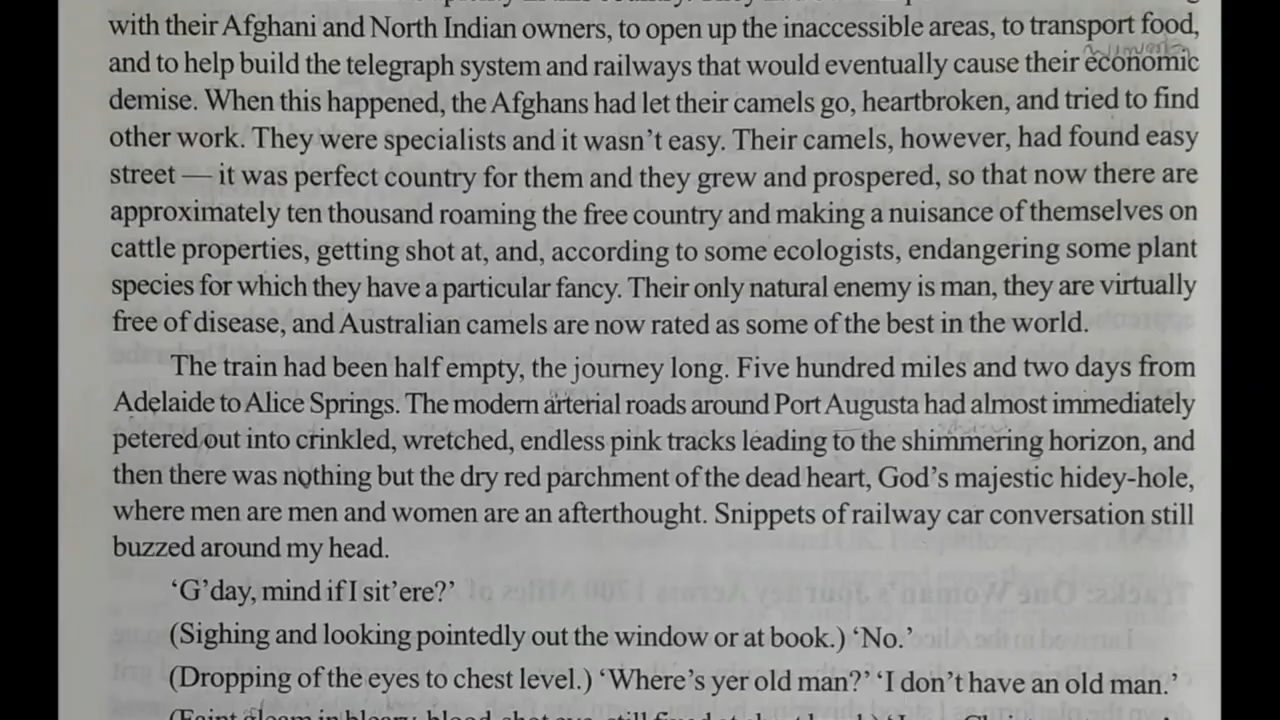 with their Afghani and North Indian owners, to open up the inaccessible areas, to transport food,
and to help build the telegraph system and railways that would eventually cause their economic
demise. When this happened, the Afghans had let their camels go, heartbroken, and tried to find
other work. They were specialists and it wasn’t easy. Their camels, however, had found easy
street — it was perfect country for them and they grew and prospered, so that now there are
approximately ten thousand roaming the free country and making a nuisance of themselves on
cattle properties, getting shot at, and, according to some ecologists, endangering some plant
species for which they have a particular fancy. Their only natural enemy is man, they are virtually
free of disease, and Australian camels are now rated as some of the best in the world.
The train had been half empty, the journey long. Five hundred miles and two days from
Adelaide to Alice Springs. The modern arterial roads around Port Augusta had almost immediately
petered out into crinkled, wretched, endless pink tracks leading to the shimmering horizon, and
then there was nothing but the dry red parchment of the dead heart, God’s majestic hidey-hole,
where men are men and women are an afterthought. Snippets of railway car conversation still
buzzed around my head.
‘G’day, mind if I sit’ere?’
(Sighing and looking pointedly out the window or at book.) ‘No.’
(Dropping of the eyes to chest level.) ‘Where’s yer old man?’ ‘I don’t have an old man.’